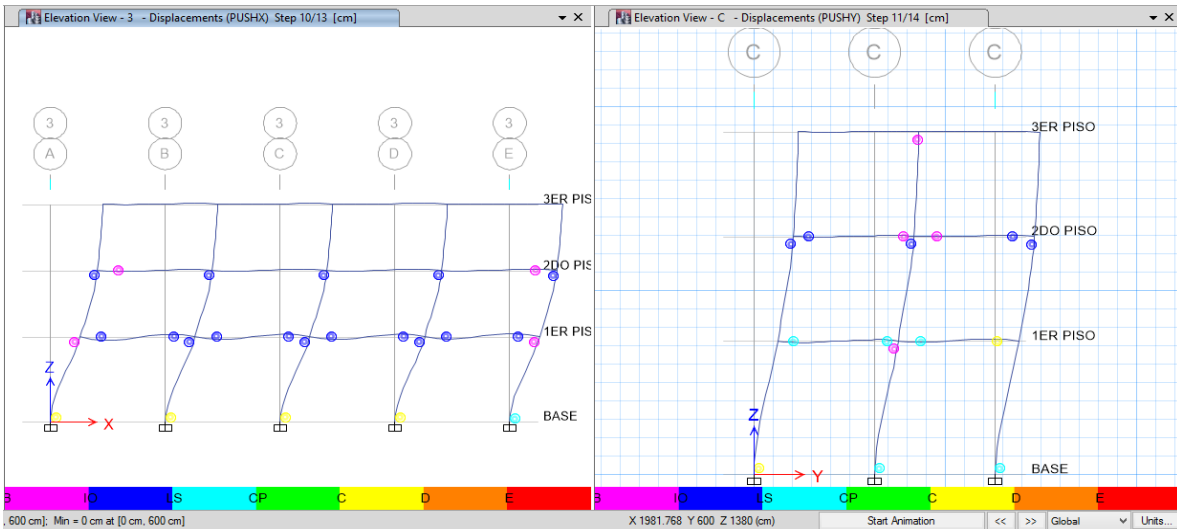 Elevation View - 3 - Displacements (PUSHX) Step 10/13 [cm]
3 3 3 3 3
A B C D E
3ER PIS
2DO PIS
1ER PIS
Z
X
BASE
B IO LS CP C D E
Elevation View - C - Displacements (PUSHY) Step 11/14 [cm]
C C C
3ER PISO
2DO PISO
1ER PISO
Z
Y
BASE
B IO LS CP C D E
, 600 cm]; Min = 0 cm at [0 cm, 600 cm]
X 1981.768 Y 600 Z 1380 (cm)
Start Animation
<<
>>
Global
Units...